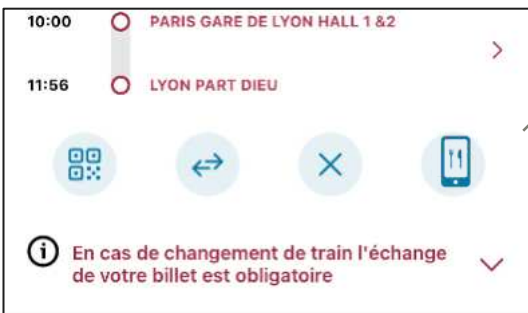 10:00 PARIS GARE DE LYON HALL 1 &2
11:56 LYON PART DIEU
En cas de changement de train l'échange
de votre billet est obligatoire